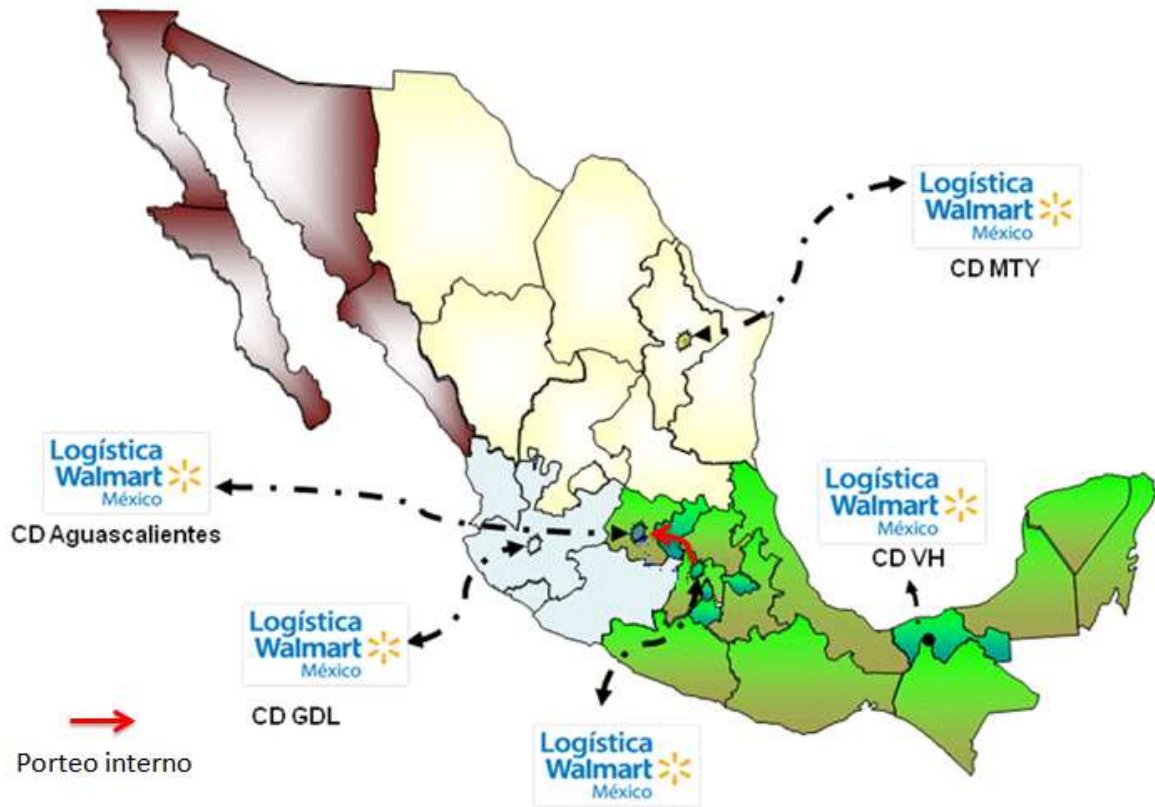 Logística
Walmart
México
CD MTY
Logística
Walmart
México
CD Aguascalientes
Logística
Walmart
México
CD VH
Logística
Walmart
México
CD GDL
Porteo interno
Logística
Walmart
México